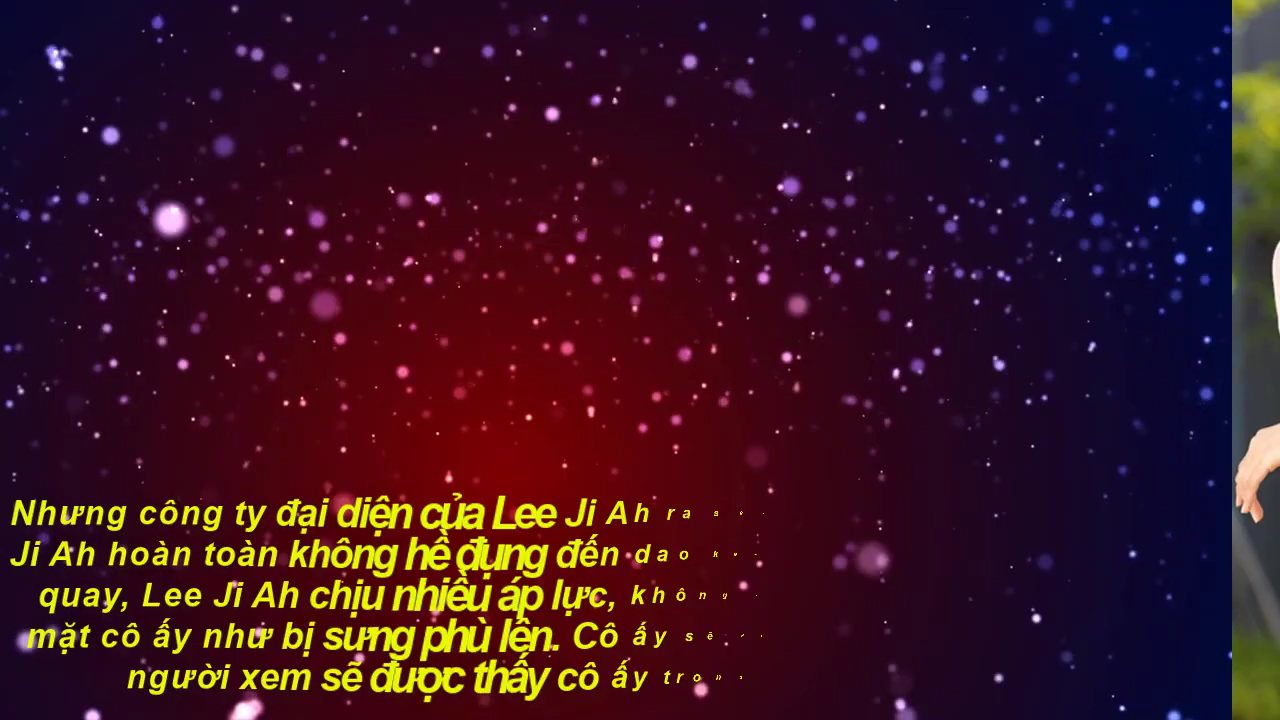 Nhưng công ty đại diện của Lee Ji Ah ra
Ji Ah hoàn toàn không hề đụng đến dao
quay, Lee Ji Ah chịu nhiều áp lực, không
mặt cô ấy như bị sưng phù lên. Cô ấy
người xem sẽ được thấy cô ấy